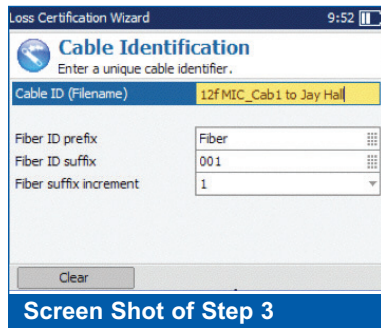 Loss Certification Wizard 9:52
Cable Identification
Enter a unique cable identifier.
Cable ID (Filename) 12f MIC_Cab1 to Jay Hall
Fiber ID prefix Fiber
Fiber ID suffix 001
Fiber suffix increment 1
Clear
Screen Shot of Step 3